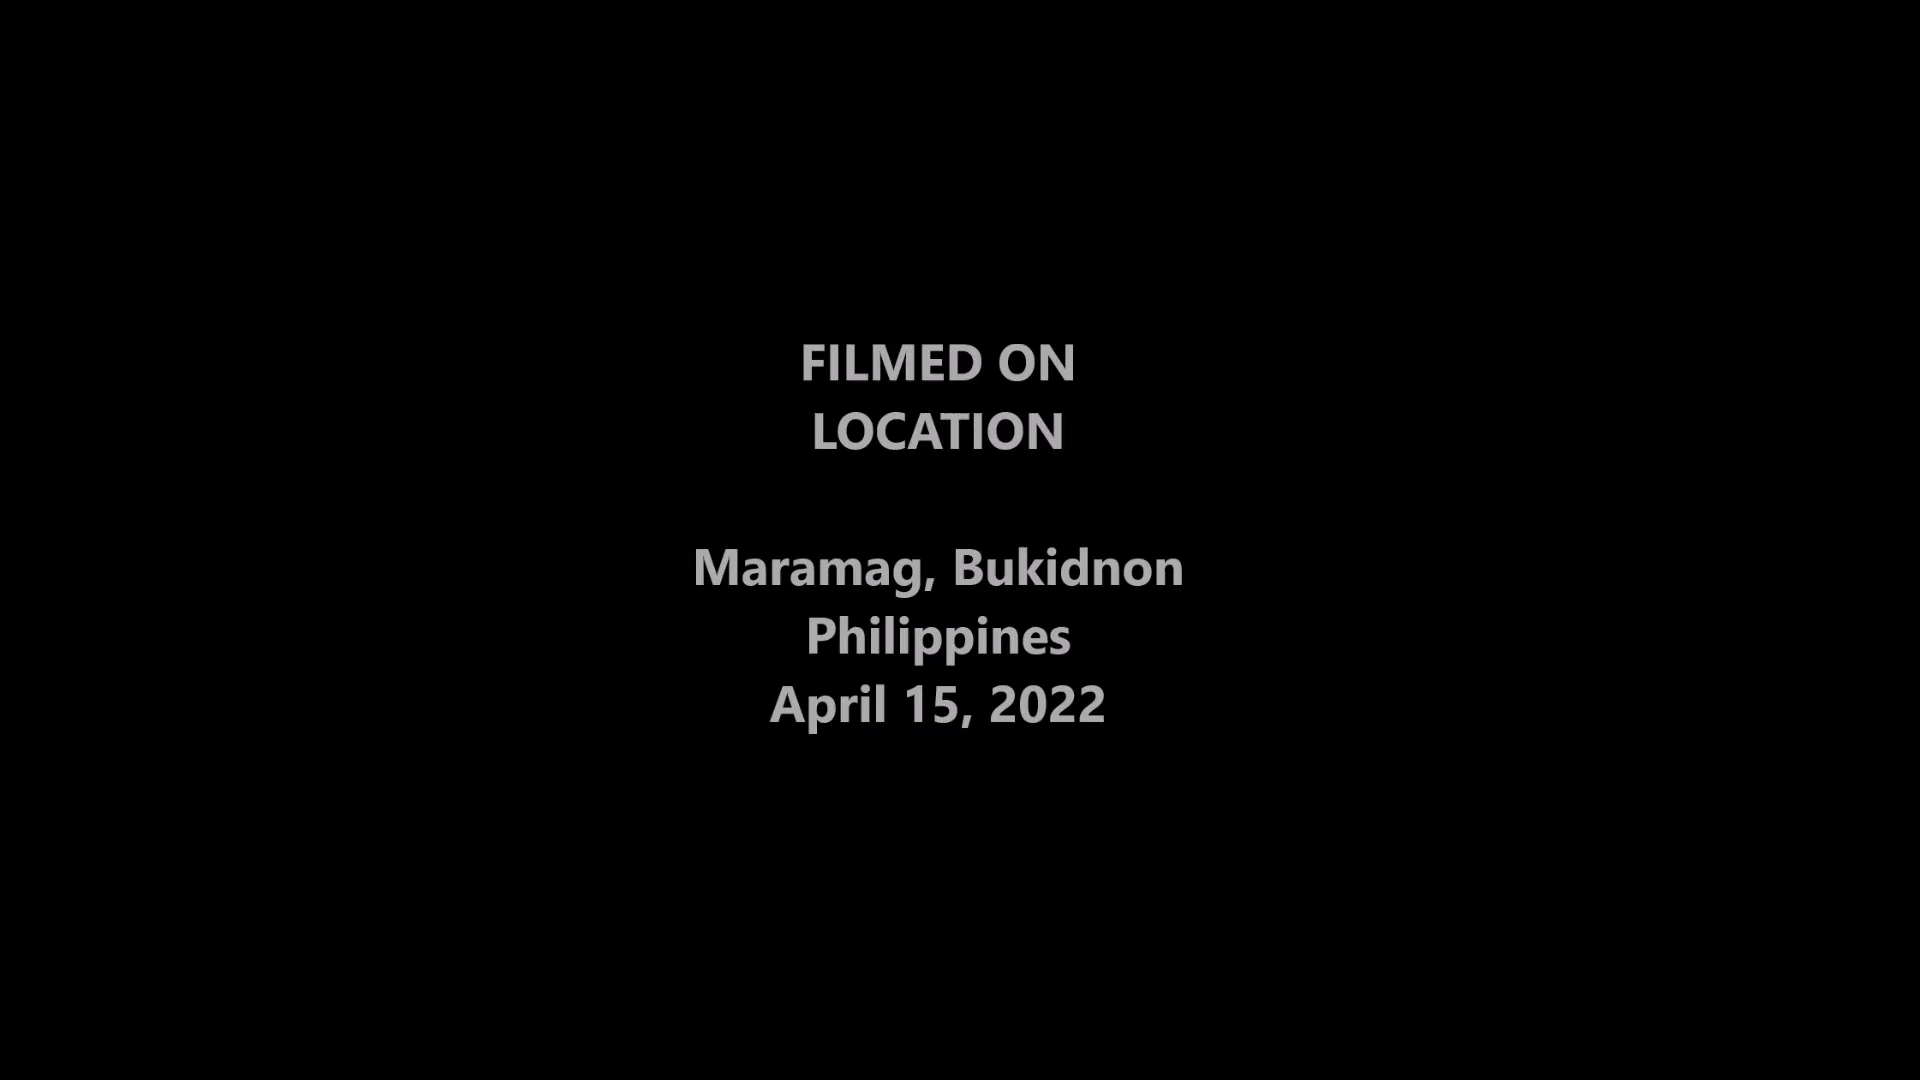 FILMED ON
LOCATION
Maramag, Bukidnon
Philippines
April 15, 2022